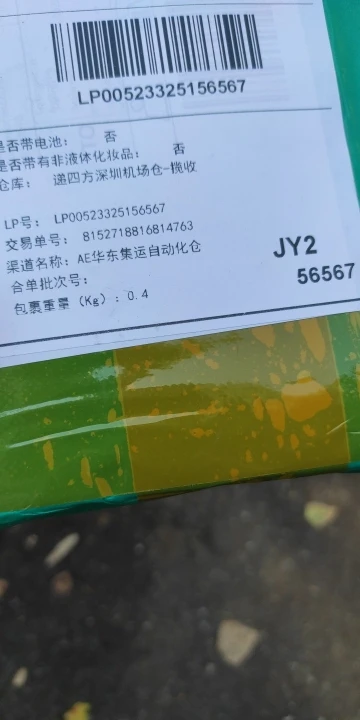 LP00523325156567
是否带电池： 否
是否带有非液体化妆品： 否
仓库： 递四方深圳机场仓-揽收
LP号： LP00523325156567
交易单号： 8152718816814763
渠道名称：AE华东集运自动化仓
合单批次号：
包裹重量（Kg）：0.4
JY2
56567